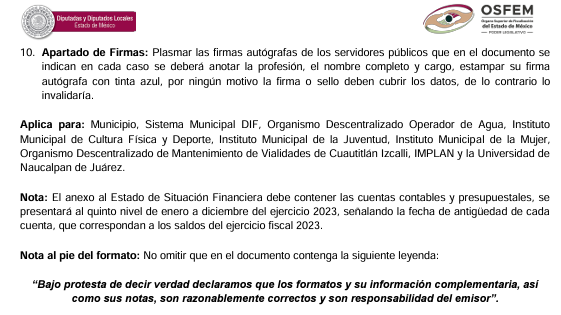 Diputados y Diputados Locales
Estado de México
OSFEM
Órgano Superior de Fiscalización
del Estado de México
PODER LEGISLATIVO
10. Apartado de Firmas: Plasmar las firmas autógrafas de los servidores públicos que en el documento se
indican en cada caso se deberá anotar la profesión, el nombre completo y cargo, estampar su firma
autógrafa con tinta azul, por ningún motivo la firma o sello deben cubrir los datos, de lo contrario lo
invalidaría.
Aplica para: Municipio, Sistema Municipal DIF, Organismo Descentralizado Operador de Agua, Instituto
Municipal de Cultura Física y Deporte, Instituto Municipal de la Juventud, Instituto Municipal de la Mujer,
Organismo Descentralizado de Mantenimiento de Vialidades de Cuautitlán Izcalli, IMPLAN y la Universidad de
Naucalpan de Juárez.
Nota: El anexo al Estado de Situación Financiera debe contener las cuentas contables y presupuestales, se
presentará al quinto nivel de enero a diciembre del ejercicio 2023, señalando la fecha de antigüedad de cada
cuenta, que correspondan a los saldos del ejercicio fiscal 2023.
Nota al pie del formato: No omitir que en el documento contenga la siguiente leyenda:
“Bajo protesta de decir verdad declaramos que los formatos y su información complementaria, así
como sus notas, son razonablemente correctos y son responsabilidad del emisor”.